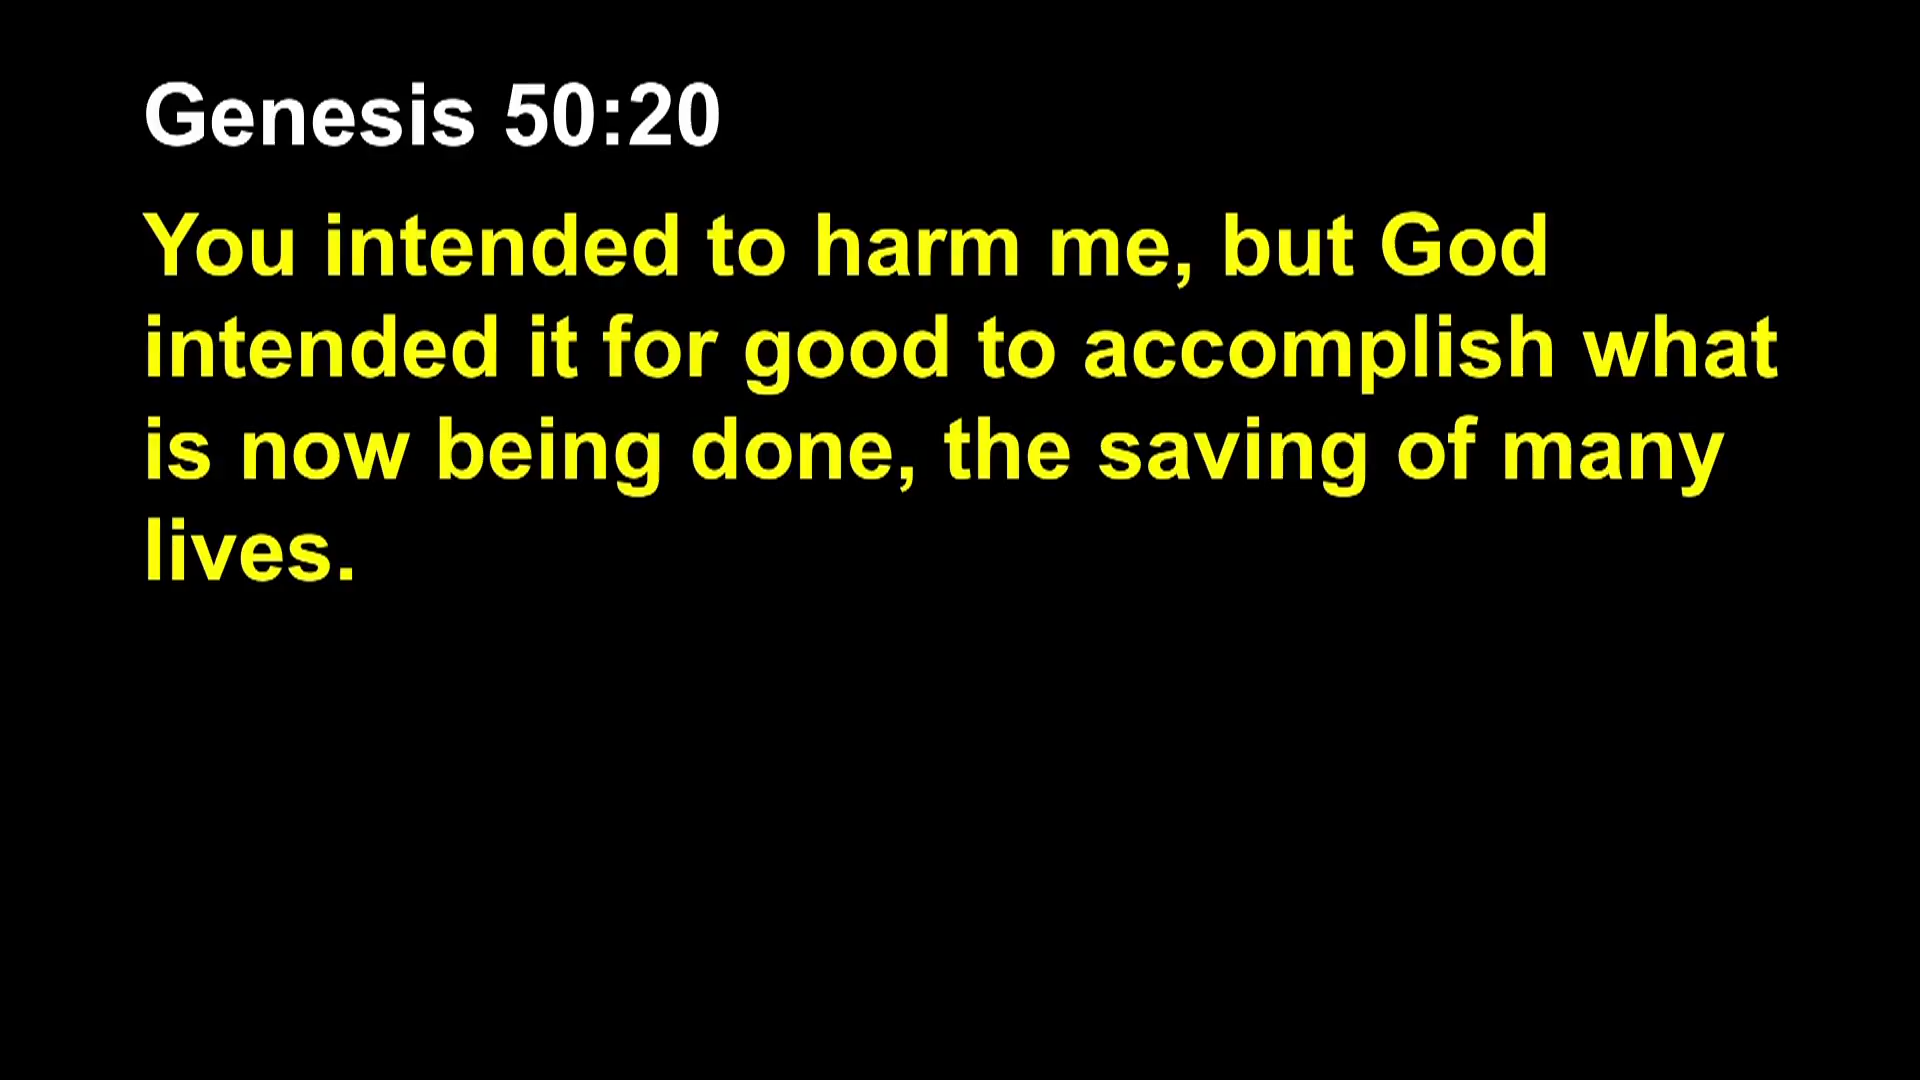 Genesis 50:20
You intended to harm me, but God
intended it for good to accomplish what
is now being done, the saving of many
lives.